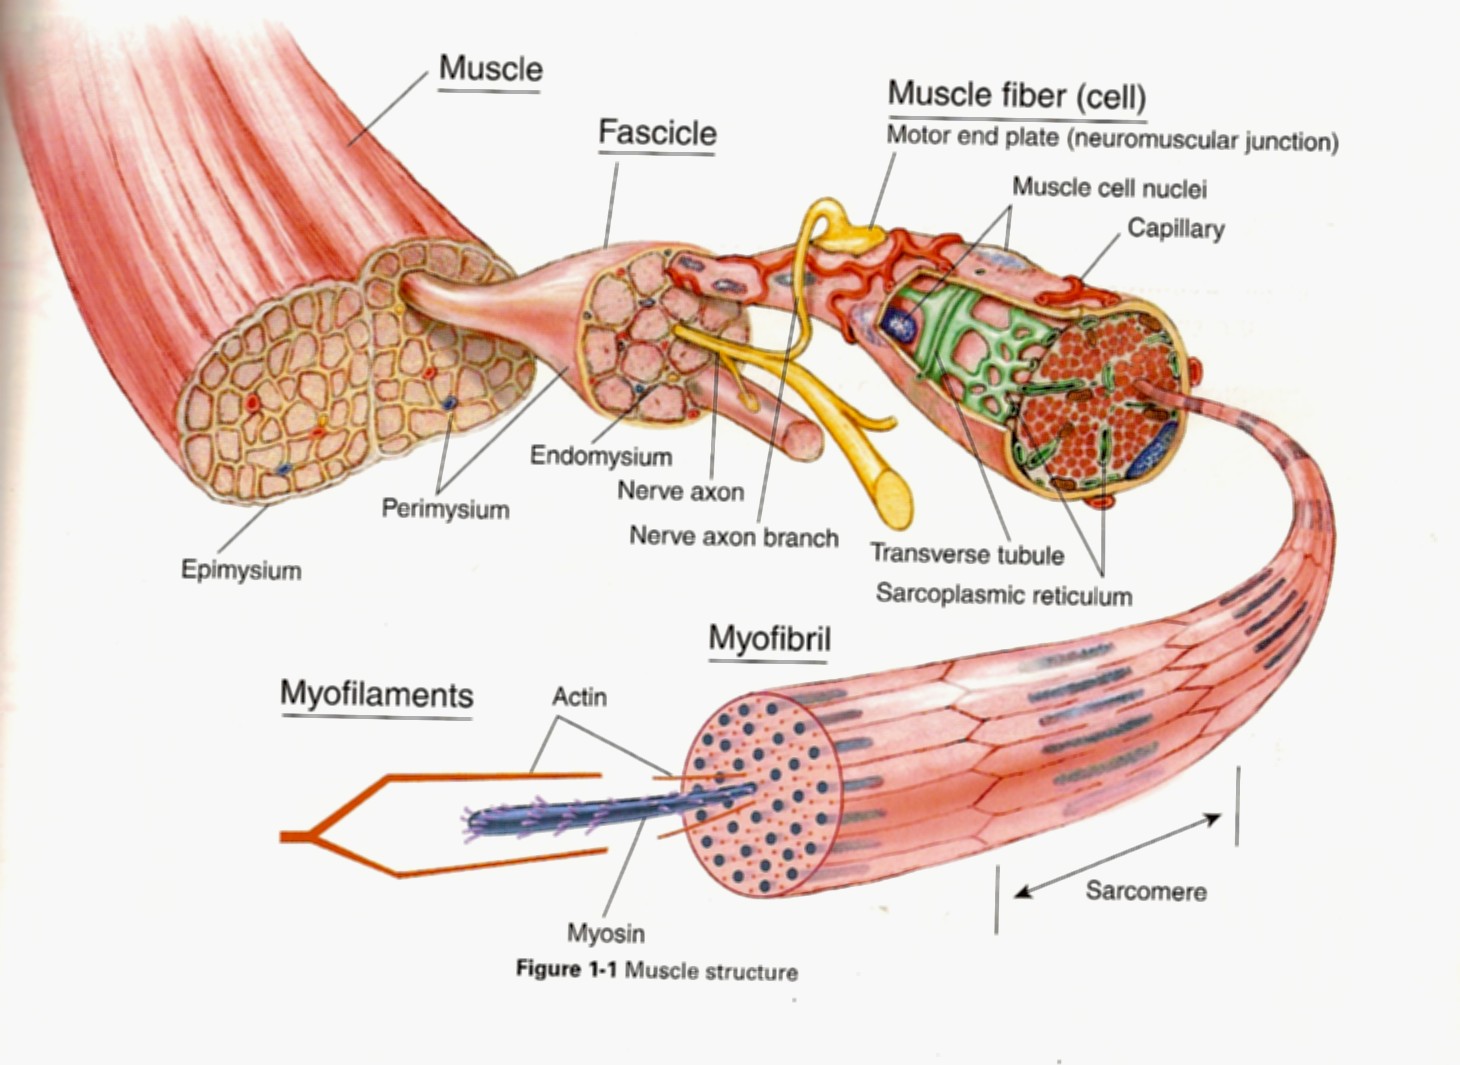 Muscle
Fascicle
Muscle fiber (cell)
Motor end plate (neuromuscular junction)
Muscle cell nuclei
Capillary
Endomysium
Nerve axon
Perimysium
Nerve axon branch
Epimysium
Transverse tubule
Sarcoplasmic reticulum
Myofibril
Myofilaments
Actin
Sarcomere
Myosin
Figure 1-1 Muscle structure